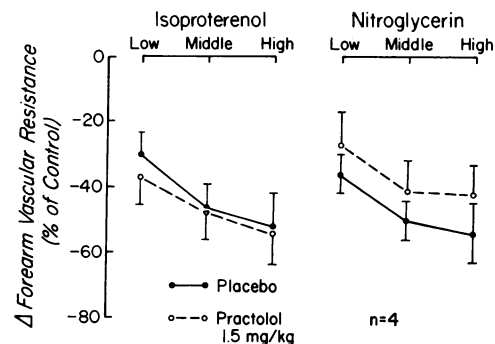 Isoproterenol Nitroglycerin
Low Middle High Low Middle High
0
-20
-40
-60
-80
Δ Forearm Vascular Resistance
(% of Control)
Placebo
Practolol
1.5 mg/kg
n=4